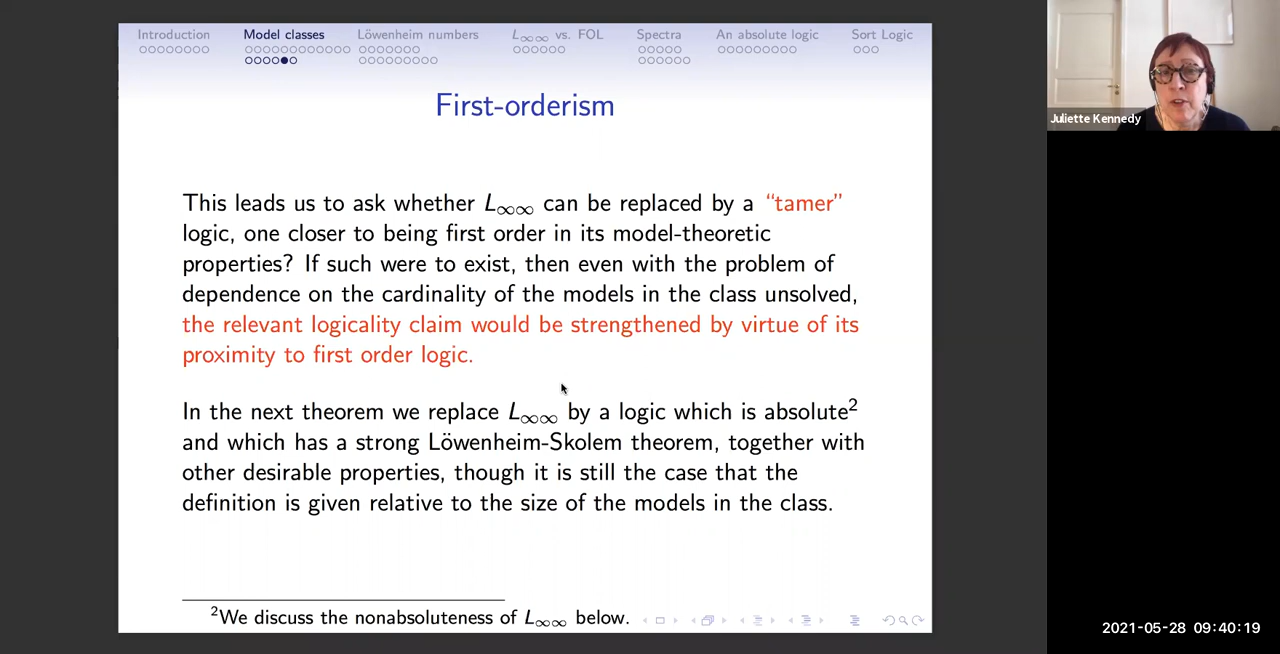 Introduction Model classes Löwenheim numbers L∞∞ vs. FOL Spectra An absolute logic Sort Logic
First-orderism
This leads us to ask whether L∞∞ can be replaced by a “tamer”
logic, one closer to being first order in its model-theoretic
properties? If such were to exist, then even with the problem of
dependence on the cardinality of the models in the class unsolved,
the relevant logicality claim would be strengthened by virtue of its
proximity to first order logic.
In the next theorem we replace L∞∞ by a logic which is absolute²
and which has a strong Löwenheim-Skolem theorem, together with
other desirable properties, though it is still the case that the
definition is given relative to the size of the models in the class.
²We discuss the nonabsoluteness of L∞∞ below.
Juliette Kennedy
2021-05-28 09:40:19